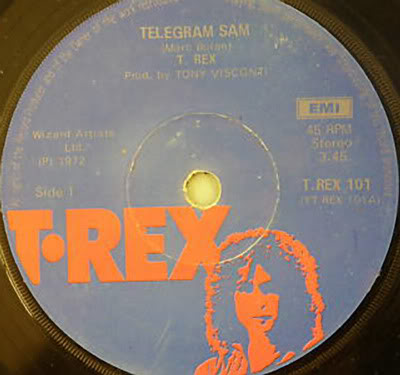 TELEGRAM SAM
(Marc Bolan)
T. REX
Prod. by TONY VISCONTI
EMI
45 RPM
Stereo
3.45
Wizard Artists
Ltd.
(P) 1972
Side 1
T.REX 101
(TT REX 101A)
T·REX